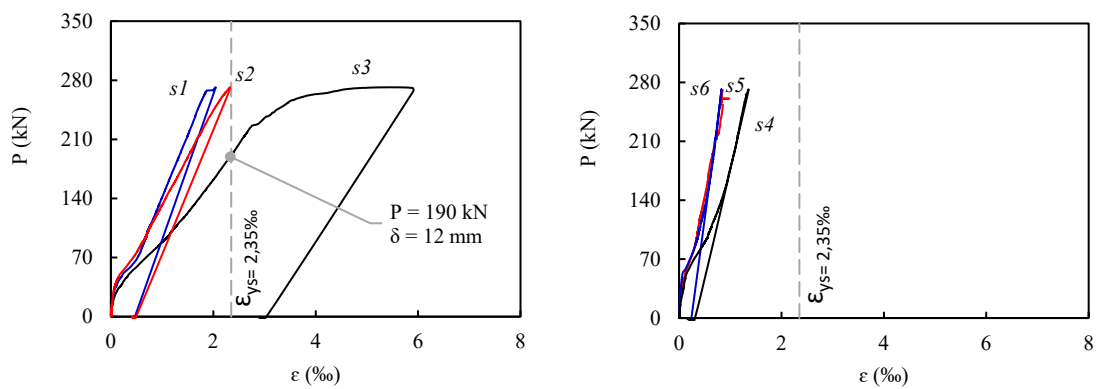 350
280
210
140
70
0
P (kN)
s1
s2
s3
P = 190 kN
δ = 12 mm
εys= 2,35‰
0
2
4
6
8
ε (‰)
350
280
210
140
70
0
P (kN)
s6
s5
s4
εys= 2,35‰
0
2
4
6
8
ε (‰)